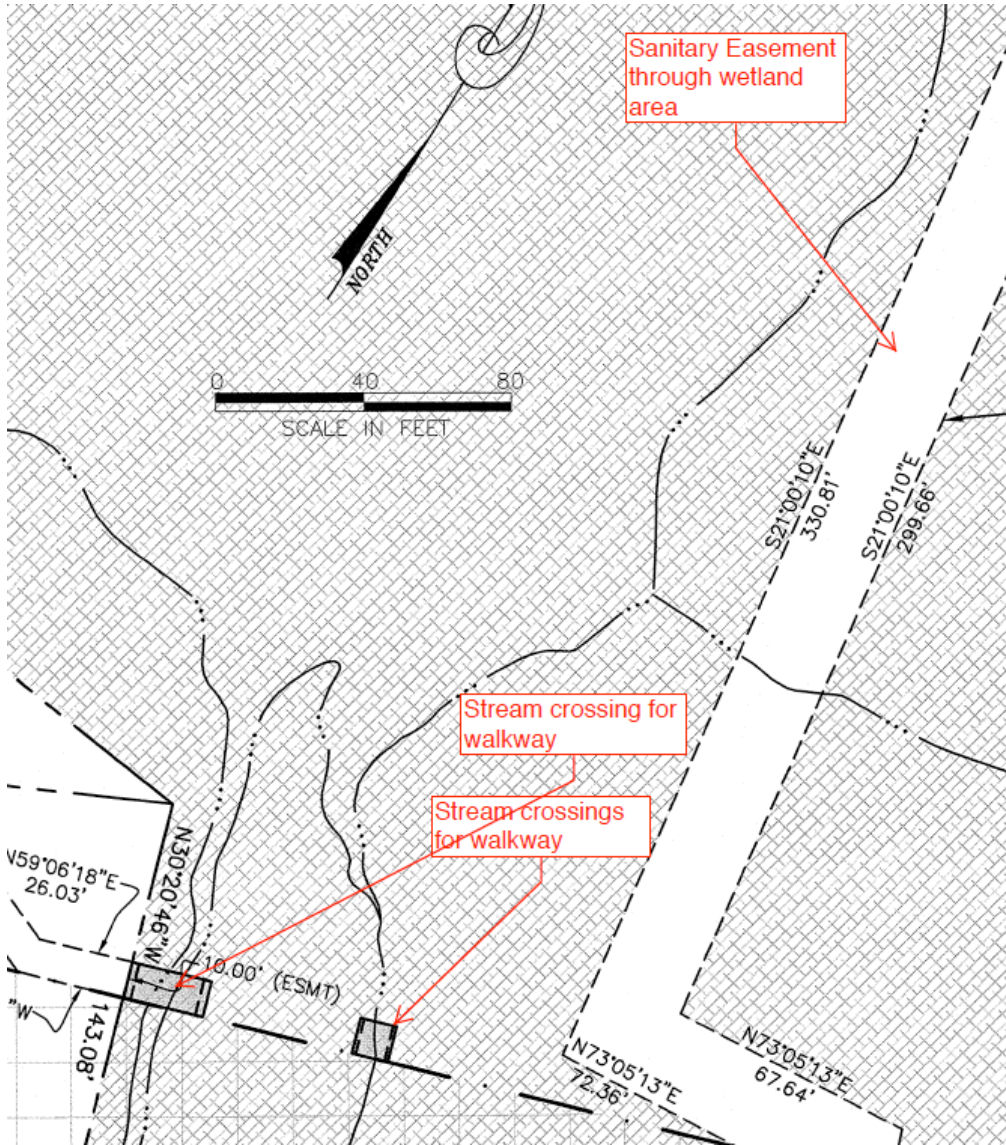 Sanitary Easement
through wetland
area
NORTH
0 40 80
SCALE IN FEET
S21°00'10"E
330.81'
S21°00'10"E
299.66'
Stream crossing for
walkway
Stream crossings
for walkway
N59°06'18"E
26.03'
N30°20'46"W
143.08'
10.00' (ESMT)
"W
N73°05'13"E
72.36'
N73°05'13"E
67.64'